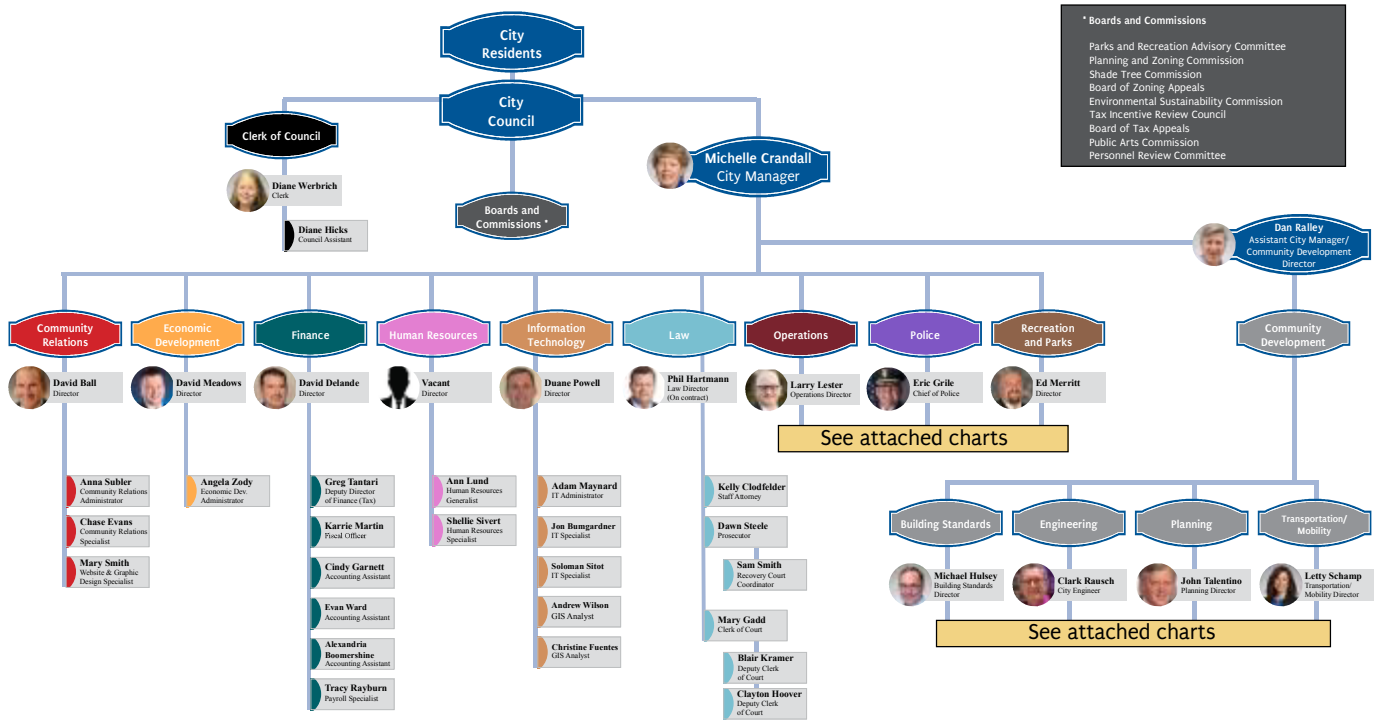 City
Residents
City
Council
* Boards and Commissions
Parks and Recreation Advisory Committee
Planning and Zoning Commission
Shade Tree Commission
Board of Zoning Appeals
Environmental Sustainability Commission
Tax Incentive Review Council
Board of Tax Appeals
Public Arts Commission
Personnel Review Committee
Clerk of Council
Diane Werbrich
Clerk
Diane Hicks
Council Assistant
Boards and
Commissions *
Michelle Crandall
City Manager
Dan Ralley
Assistant City Manager/
Community Development
Director
Community
Relations
David Ball
Director
Anna Subler
Community Relations
Administrator
Chase Evans
Community Relations
Specialist
Mary Smith
Website & Graphic
Design Specialist
Economic
Development
David Meadows
Director
Angela Zody
Economic Dev.
Administrator
Finance
David Delande
Director
Greg Tantari
Deputy Director
of Finance (Tax)
Karrie Martin
Fiscal Officer
Cindy Garnett
Accounting Assistant
Evan Ward
Accounting Assistant
Alexandria
Boomershine
Accounting Assistant
Tracy Rayburn
Payroll Specialist
Human Resources
Vacant
Director
Ann Lund
Human Resources
Generalist
Shellie Sivert
Human Resources
Specialist
Information
Technology
Duane Powell
Director
Adam Maynard
IT Administrator
Jon Bumgardner
IT Specialist
Soloman Sitot
IT Specialist
Andrew Wilson
GIS Analyst
Christine Fuentes
GIS Analyst
Law
Phil Hartmann
Law Director
(On contract)
Kelly Clodfelder
Staff Attorney
Dawn Steele
Prosecutor
Sam Smith
Recovery Court
Coordinator
Mary Gadd
Clerk of Court
Blair Kramer
Deputy Clerk
of Court
Clayton Hoover
Deputy Clerk
of Court
Operations
Larry Lester
Operations Director
Police
Eric Grile
Chief of Police
Recreation
and Parks
Ed Merritt
Director
See attached charts
Community
Development
Building Standards
Michael Hulsey
Building Standards
Director
Engineering
Clark Rausch
City Engineer
Planning
John Talentino
Planning Director
Transportation/
Mobility
Letty Schamp
Transportation/
Mobility Director
See attached charts